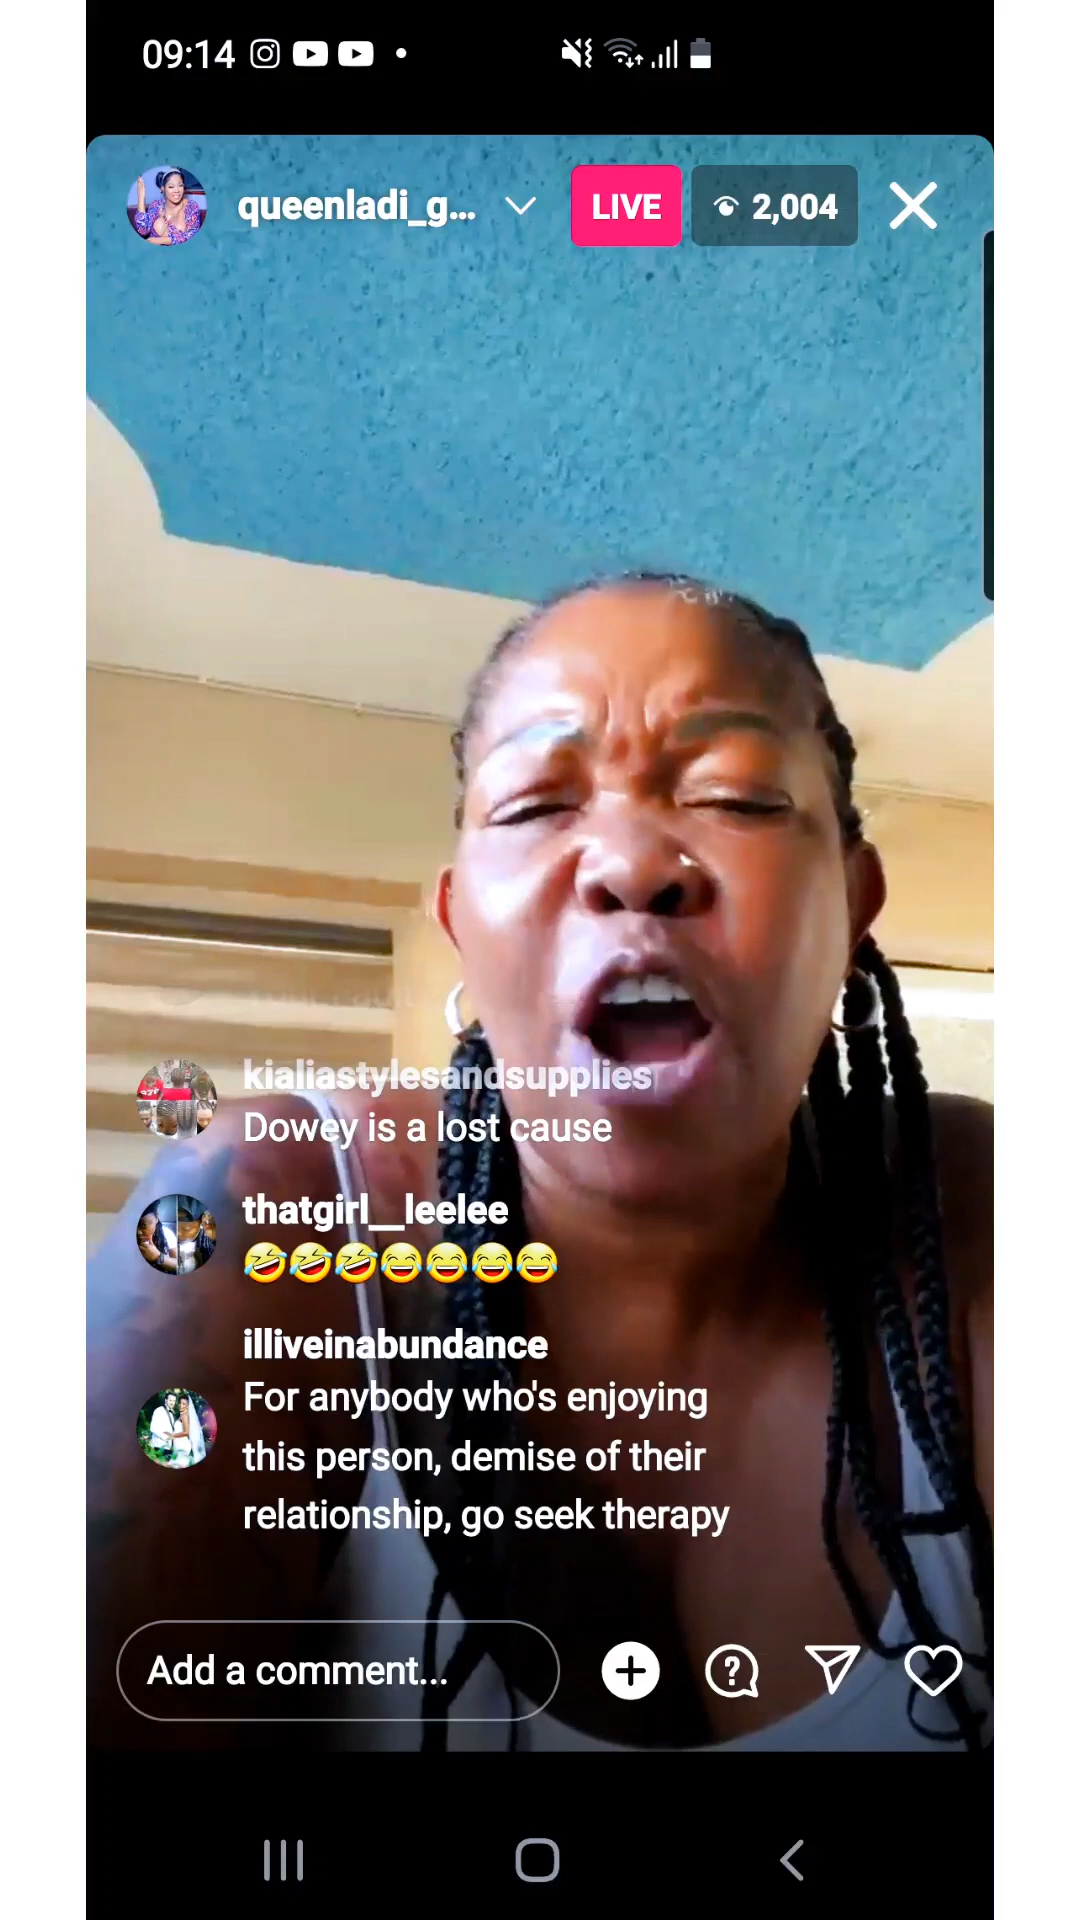 09:14
queenladi_g...
LIVE
2,004
kialiastylesandsupplies
Dowey is a lost cause
thatgirl__leelee
🤣🤣🤣😂😂😂😂
illiveinabundance
For anybody who's enjoying
this person, demise of their
relationship, go seek therapy
Add a comment...